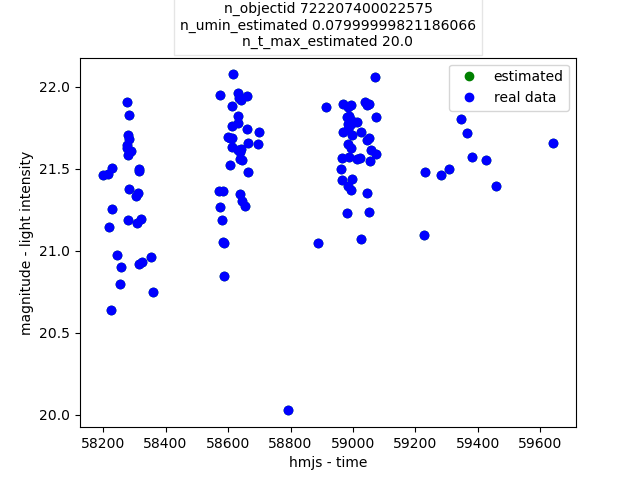 n_objectid 722207400022575
n_umin_estimated 0.07999999821186066
n_t_max_estimated 20.0
estimated
real data
22.0
21.5
21.0
20.5
20.0
magnitude - light intensity
58200 58400 58600 58800 59000 59200 59400 59600
hmjs - time